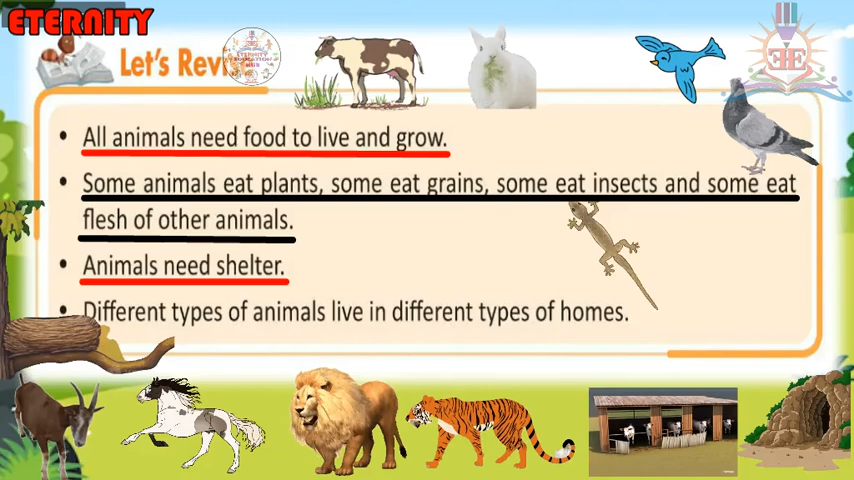 ETERNITY
Let's Revi
• All animals need food to live and grow.
• Some animals eat plants, some eat grains, some eat insects and some eat
flesh of other animals.
• Animals need shelter.
• Different types of animals live in different types of homes.